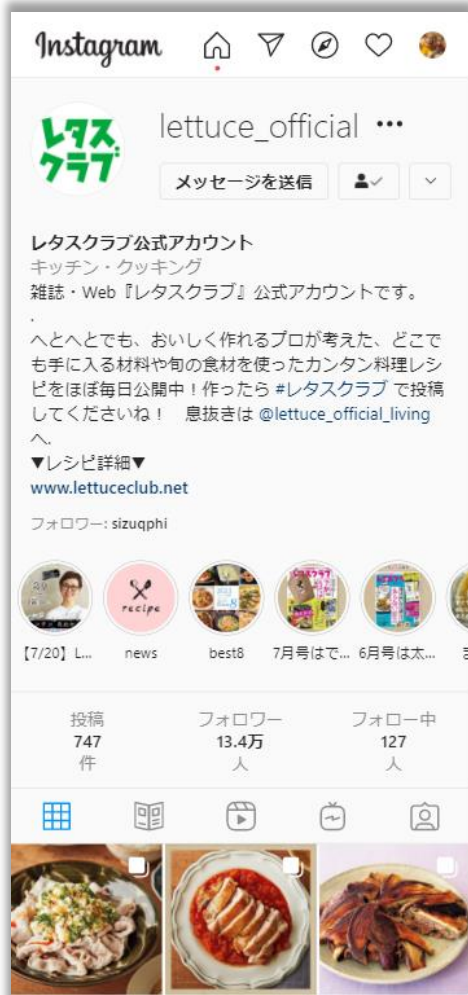 Instagram
レタス
クラブ
lettuce_official •••
メッセージを送信
レタスクラブ公式アカウント
キッチン・クッキング
雑誌・Web『レタスクラブ』公式アカウントです。
.
へとへとでも、おいしく作れるプロが考えた、どこで
も手に入る材料や旬の食材を使ったカンタン料理レシ
ピをほぼ毎日公開中！作ったら #レタスクラブ で投稿
してくださいね！　息抜きは @lettuce_official_living
へ.
▼レシピ詳細▼
www.lettuceclub.net
フォロワー: sizuqphi
recipe
【7/20】L... news best8 7月号はで... 6月号は太...
投稿 フォロワー フォロー中
747 13.4万 127
件 人 人